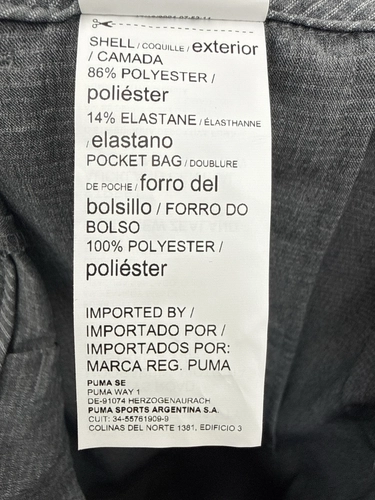 SHELL / COQUILLE / exterior
/ CAMADA
86% POLYESTER /
poliéster
14% ELASTANE / ÉLASTHANNE
/ elastano
POCKET BAG / DOUBLURE
DE POCHE / forro del
bolsillo / FORRO DO
BOLSO
100% POLYESTER /
poliéster
IMPORTED BY /
IMPORTADO POR /
IMPORTADOS POR:
MARCA REG. PUMA
PUMA SE
PUMA WAY 1
DE-91074 HERZOGENAURACH
PUMA SPORTS ARGENTINA S.A.
CUIT: 34-55761909-9
COLINAS DEL NORTE 1381, EDIFICIO 3